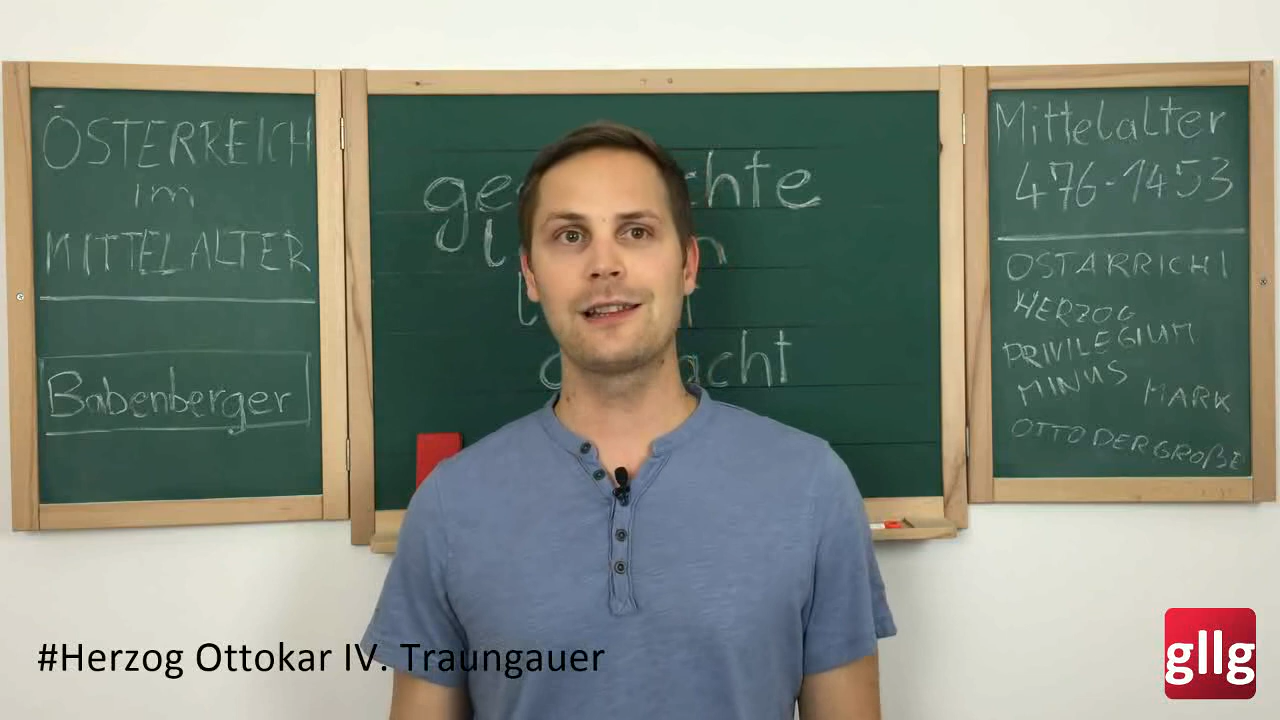 ÖSTERREICH
im
MITTELALTER
Babenberger
Mittelalter
476-1453
OSTARRICHI
HERZOG
PRIVILEGIUM
MINUS
MARK
OTTO DER GROßE
#Herzog Ottokar IV. Traungauer
gllg